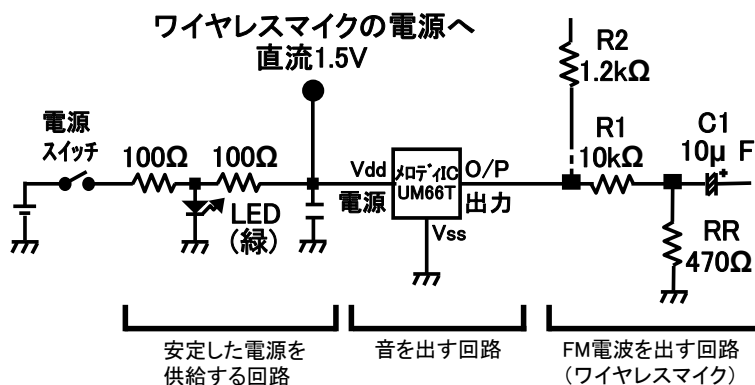 ワイヤレスマイクの電源へ
直流1.5V
R2
1.2kΩ
電源
スイッチ
100Ω
100Ω
LED
(緑)
Vdd
電源
メロディIC
UM66T
O/P
出力
Vss
R1
10kΩ
C1
10μ F
+
RR
470Ω
安定した電源を
供給する回路
音を出す回路
FM電波を出す回路
(ワイヤレスマイク)